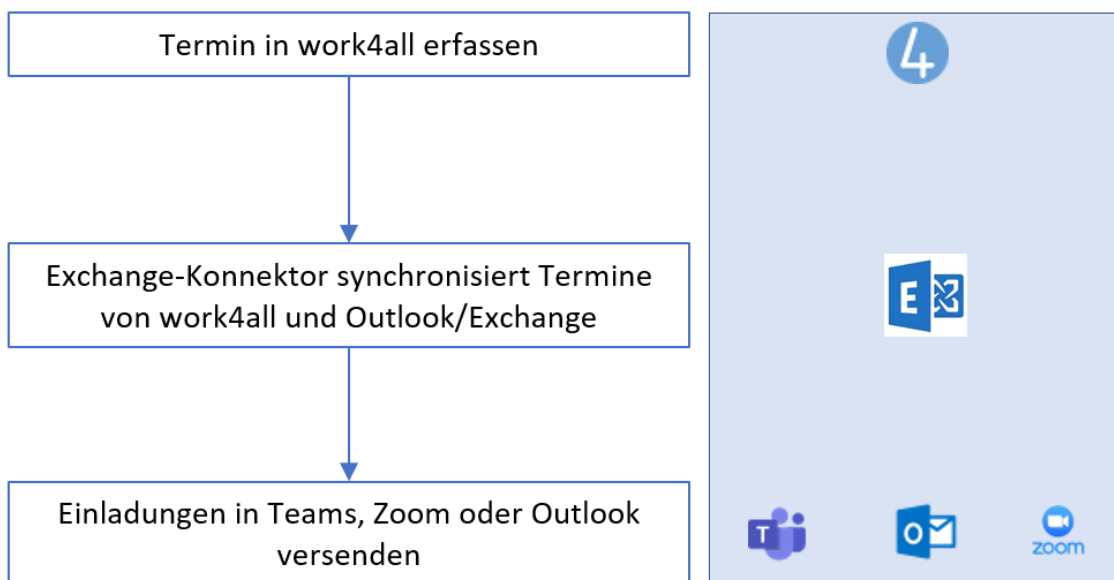 Termin in work4all erfassen
4
Exchange-Konnektor synchronisiert Termine
von work4all und Outlook/Exchange
E
Einladungen in Teams, Zoom oder Outlook
versenden
T
O
zoom